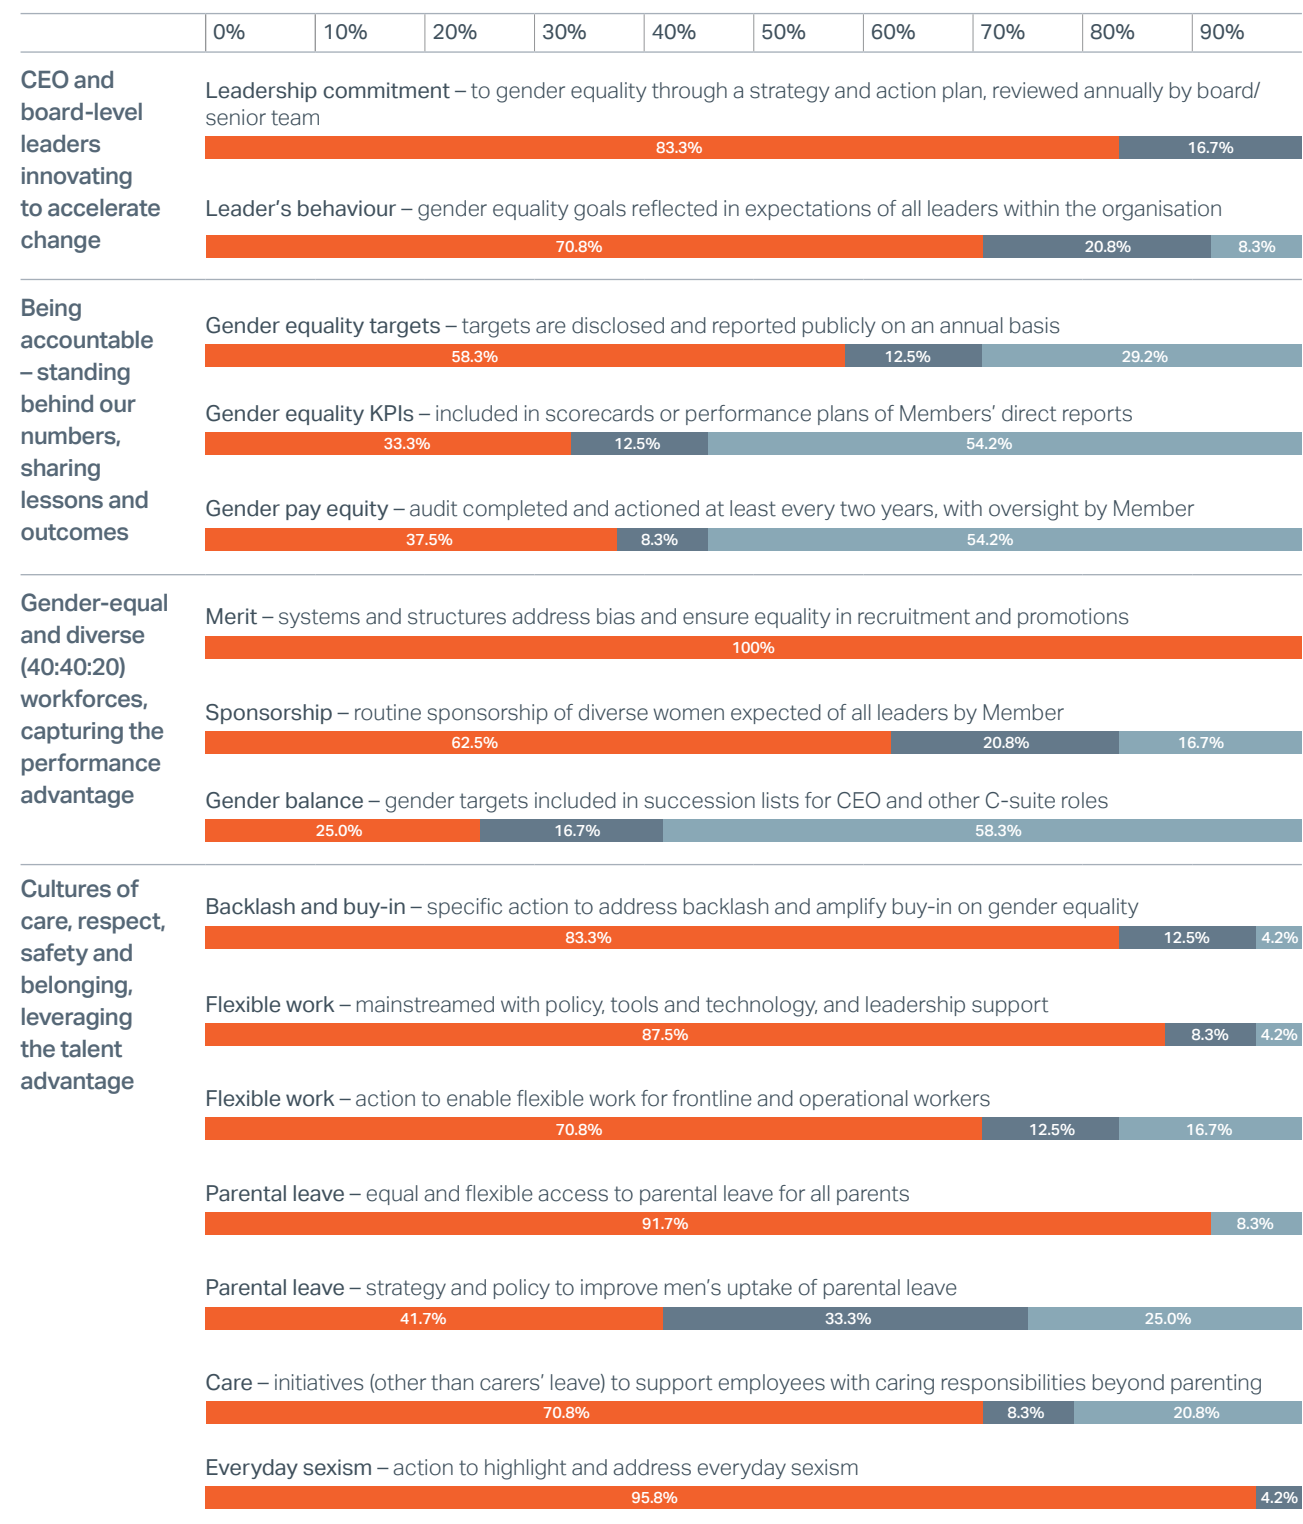 0% 10% 20% 30% 40% 50% 60% 70% 80% 90%
CEO and
board-level
leaders
innovating
to accelerate
change
Leadership commitment – to gender equality through a strategy and action plan, reviewed annually by board/
senior team
83.3% 16.7%
Leader's behaviour – gender equality goals reflected in expectations of all leaders within the organisation
70.8% 20.8% 8.3%
Being
accountable
– standing
behind our
numbers,
sharing
lessons and
outcomes
Gender equality targets – targets are disclosed and reported publicly on an annual basis
58.3% 12.5% 29.2%
Gender equality KPIs – included in scorecards or performance plans of Members' direct reports
33.3% 12.5% 54.2%
Gender pay equity – audit completed and actioned at least every two years, with oversight by Member
37.5% 8.3% 54.2%
Gender-equal
and diverse
(40:40:20)
workforces,
capturing the
performance
advantage
Merit – systems and structures address bias and ensure equality in recruitment and promotions
100%
Sponsorship – routine sponsorship of diverse women expected of all leaders by Member
62.5% 20.8% 16.7%
Gender balance – gender targets included in succession lists for CEO and other C-suite roles
25.0% 16.7% 58.3%
Cultures of
care, respect,
safety and
belonging,
leveraging
the talent
advantage
Backlash and buy-in – specific action to address backlash and amplify buy-in on gender equality
83.3% 12.5% 4.2%
Flexible work – mainstreamed with policy, tools and technology, and leadership support
87.5% 8.3% 4.2%
Flexible work – action to enable flexible work for frontline and operational workers
70.8% 12.5% 16.7%
Parental leave – equal and flexible access to parental leave for all parents
91.7% 8.3%
Parental leave – strategy and policy to improve men's uptake of parental leave
41.7% 33.3% 25.0%
Care – initiatives (other than carers' leave) to support employees with caring responsibilities beyond parenting
70.8% 8.3% 20.8%
Everyday sexism – action to highlight and address everyday sexism
95.8% 4.2%